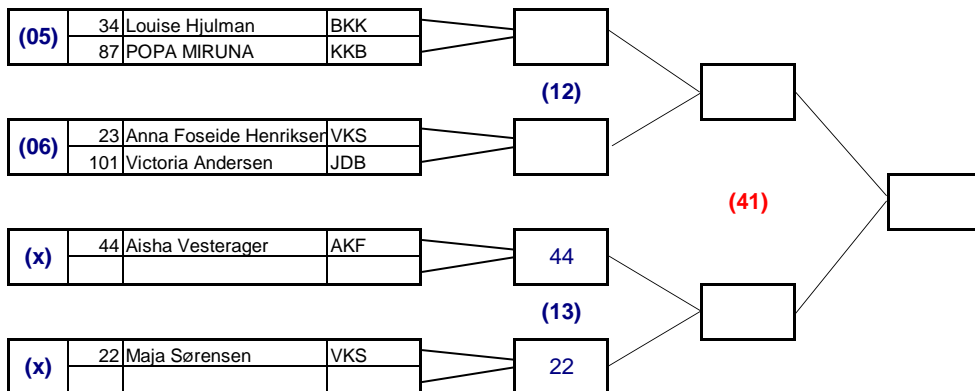 (05) 34 Louise Hjulman BKK
87 POPA MIRUNA KKB
(12)
(06) 23 Anna Foseide Henriksen VKS
101 Victoria Andersen JDB
(41)
(x) 44 Aisha Vesterager AKF 44
(13)
(x) 22 Maja Sørensen VKS 22